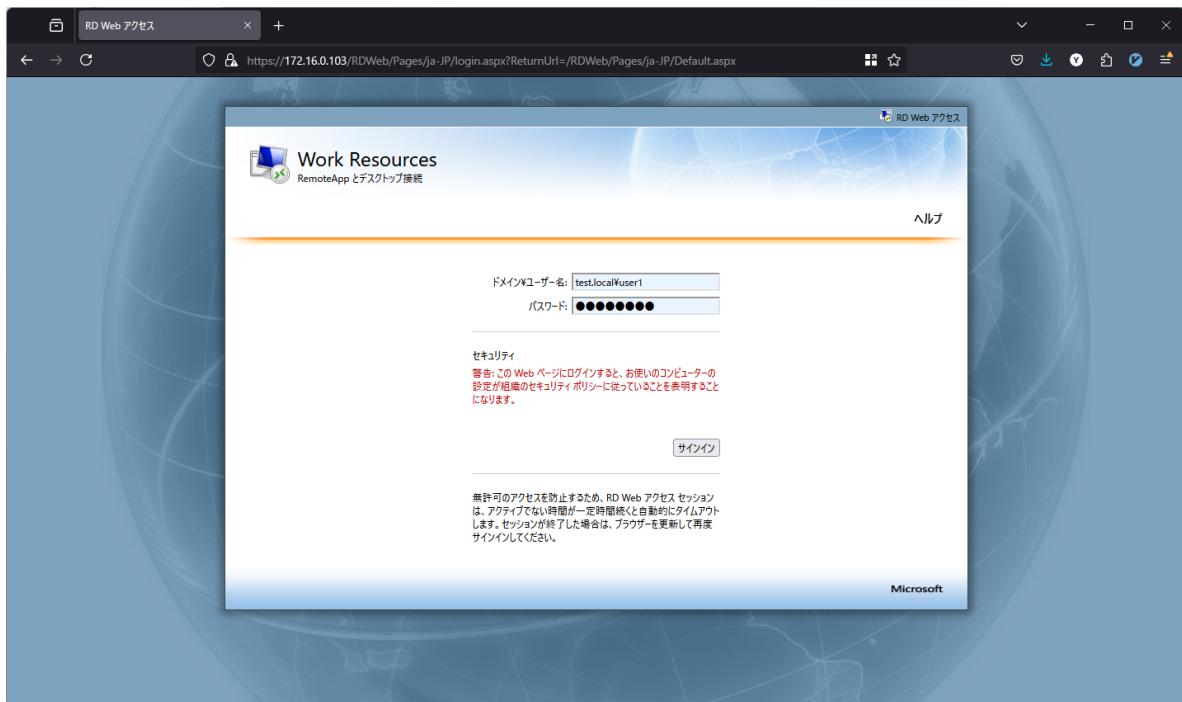 RD Web アクセス
https://172.16.0.103/RDWeb/Pages/ja-JP/login.aspx?ReturnUrl=/RDWeb/Pages/ja-JP/Default.aspx
RD Web アクセス
Work Resources
RemoteApp とデスクトップ接続
ヘルプ
ドメイン¥ユーザー名: test.local¥user1
パスワード: ●●●●●●●●
セキュリティ
警告: この Web ページにログインすると、お使いのコンピューターの
設定が組織のセキュリティ ポリシーに従っていることを表明すること
になります。
サインイン
無許可のアクセスを防止するため、RD Web アクセス セッション
は、アクティブでない時間が一定時間続くと自動的にタイムアウト
します。セッションが終了した場合は、ブラウザーを更新して再度
サインインしてください。
Microsoft